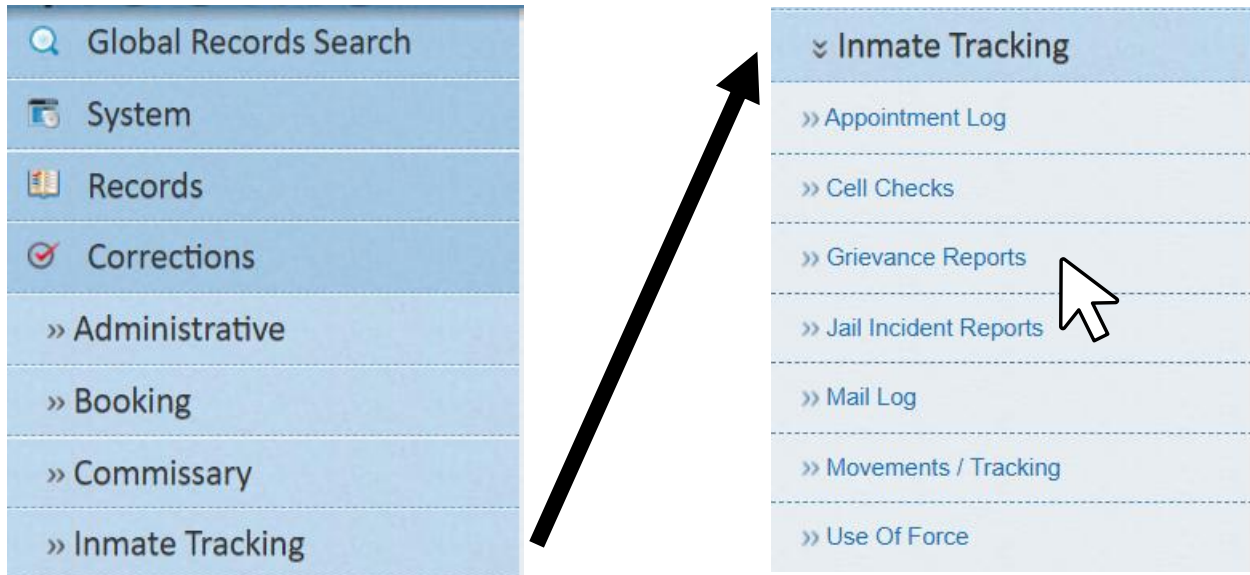 Global Records Search
System
Records
Corrections
» Administrative
» Booking
» Commissary
» Inmate Tracking
Inmate Tracking
» Appointment Log
» Cell Checks
» Grievance Reports
» Jail Incident Reports
» Mail Log
» Movements / Tracking
» Use Of Force